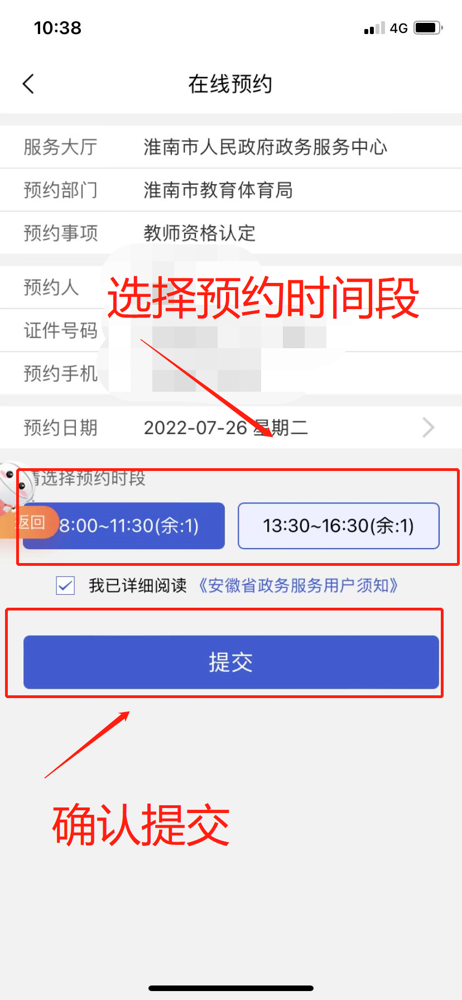 10:38 4G
在线预约
服务大厅 淮南市人民政府政务服务中心
预约部门 淮南市教育体育局
预约事项 教师资格认定
预约人
选择预约时间段
证件号码
预约手机
预约日期 2022-07-26 星期二
请选择预约时段
返回 8:00~11:30(余:1) 13:30~16:30(余:1)
我已详细阅读 《安徽省政务服务用户须知》
提交
确认提交